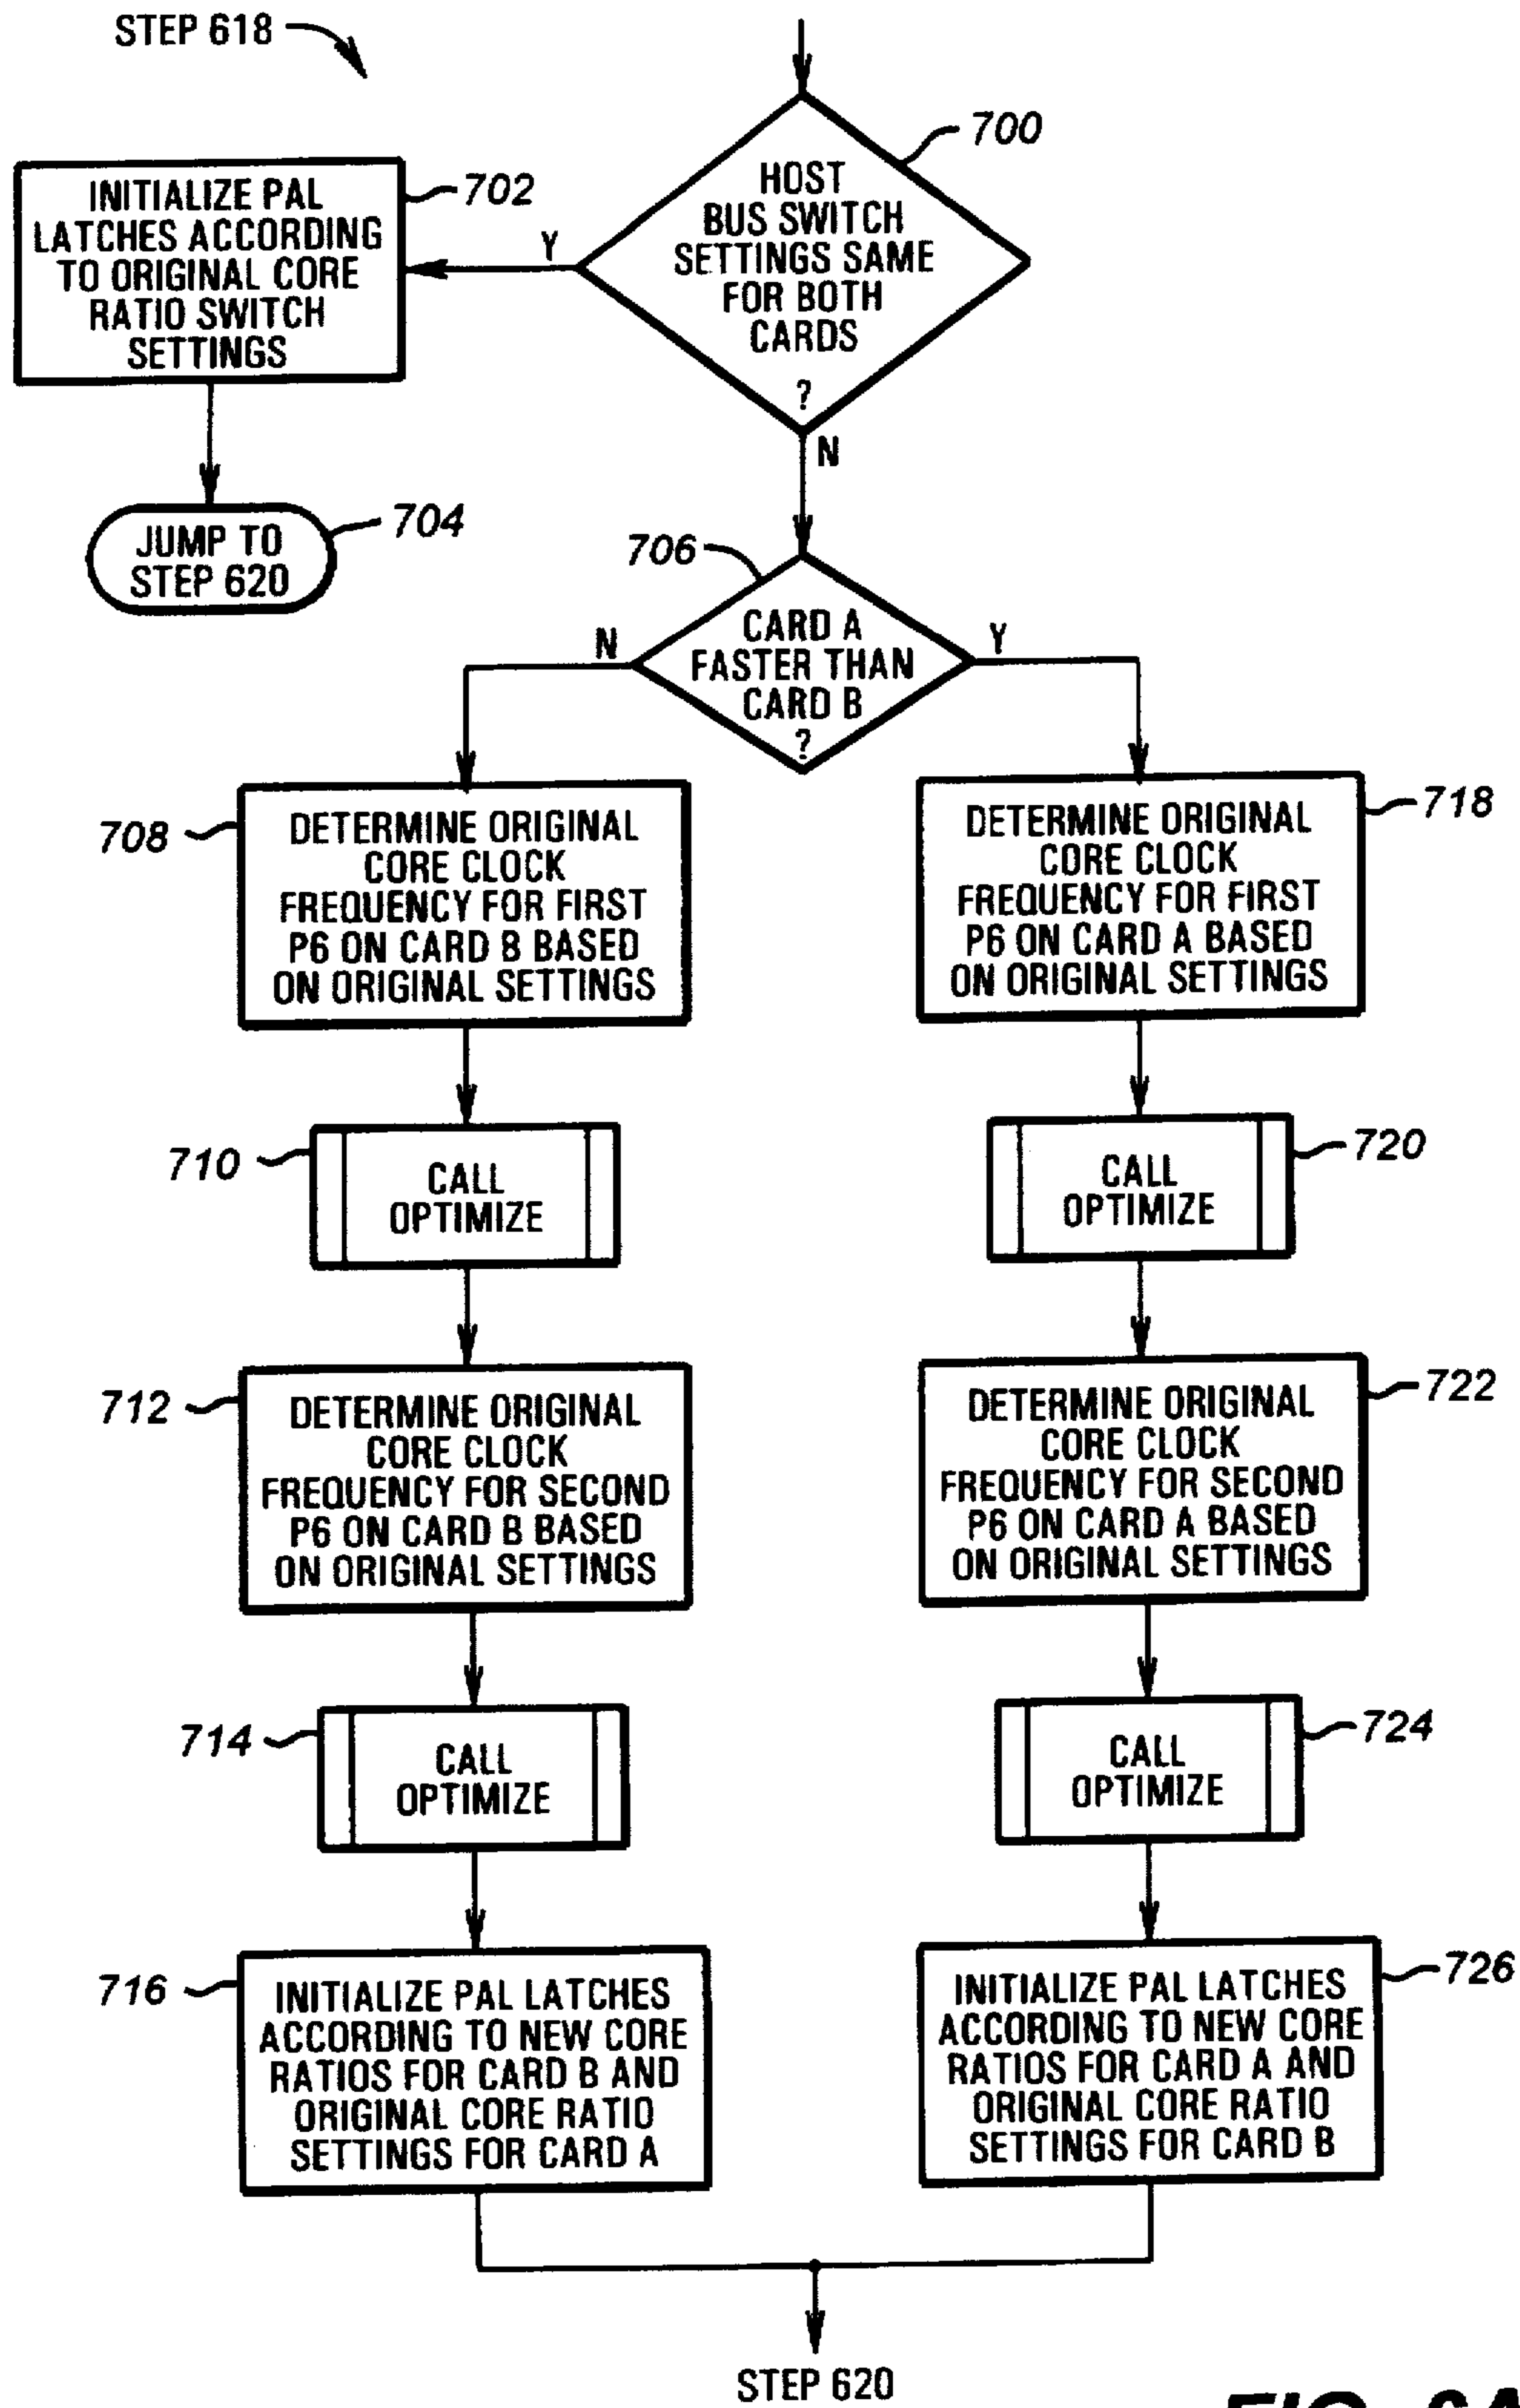 STEP 618
700
HOST
BUS SWITCH
SETTINGS SAME
FOR BOTH
CARDS
?
Y
N
702
INITIALIZE PAL
LATCHES ACCORDING
TO ORIGINAL CORE
RATIO SWITCH
SETTINGS
704
JUMP TO
STEP 620
706
CARD A
FASTER THAN
CARD B
?
N
Y
708
DETERMINE ORIGINAL
CORE CLOCK
FREQUENCY FOR FIRST
P6 ON CARD B BASED
ON ORIGINAL SETTINGS
718
DETERMINE ORIGINAL
CORE CLOCK
FREQUENCY FOR FIRST
P6 ON CARD A BASED
ON ORIGINAL SETTINGS
710
CALL
OPTIMIZE
720
CALL
OPTIMIZE
712
DETERMINE ORIGINAL
CORE CLOCK
FREQUENCY FOR SECOND
P6 ON CARD B BASED
ON ORIGINAL SETTINGS
722
DETERMINE ORIGINAL
CORE CLOCK
FREQUENCY FOR SECOND
P6 ON CARD A BASED
ON ORIGINAL SETTINGS
714
CALL
OPTIMIZE
724
CALL
OPTIMIZE
716
INITIALIZE PAL LATCHES
ACCORDING TO NEW CORE
RATIOS FOR CARD B AND
ORIGINAL CORE RATIO
SETTINGS FOR CARD A
726
INITIALIZE PAL LATCHES
ACCORDING TO NEW CORE
RATIOS FOR CARD A AND
ORIGINAL CORE RATIO
SETTINGS FOR CARD B
STEP 620